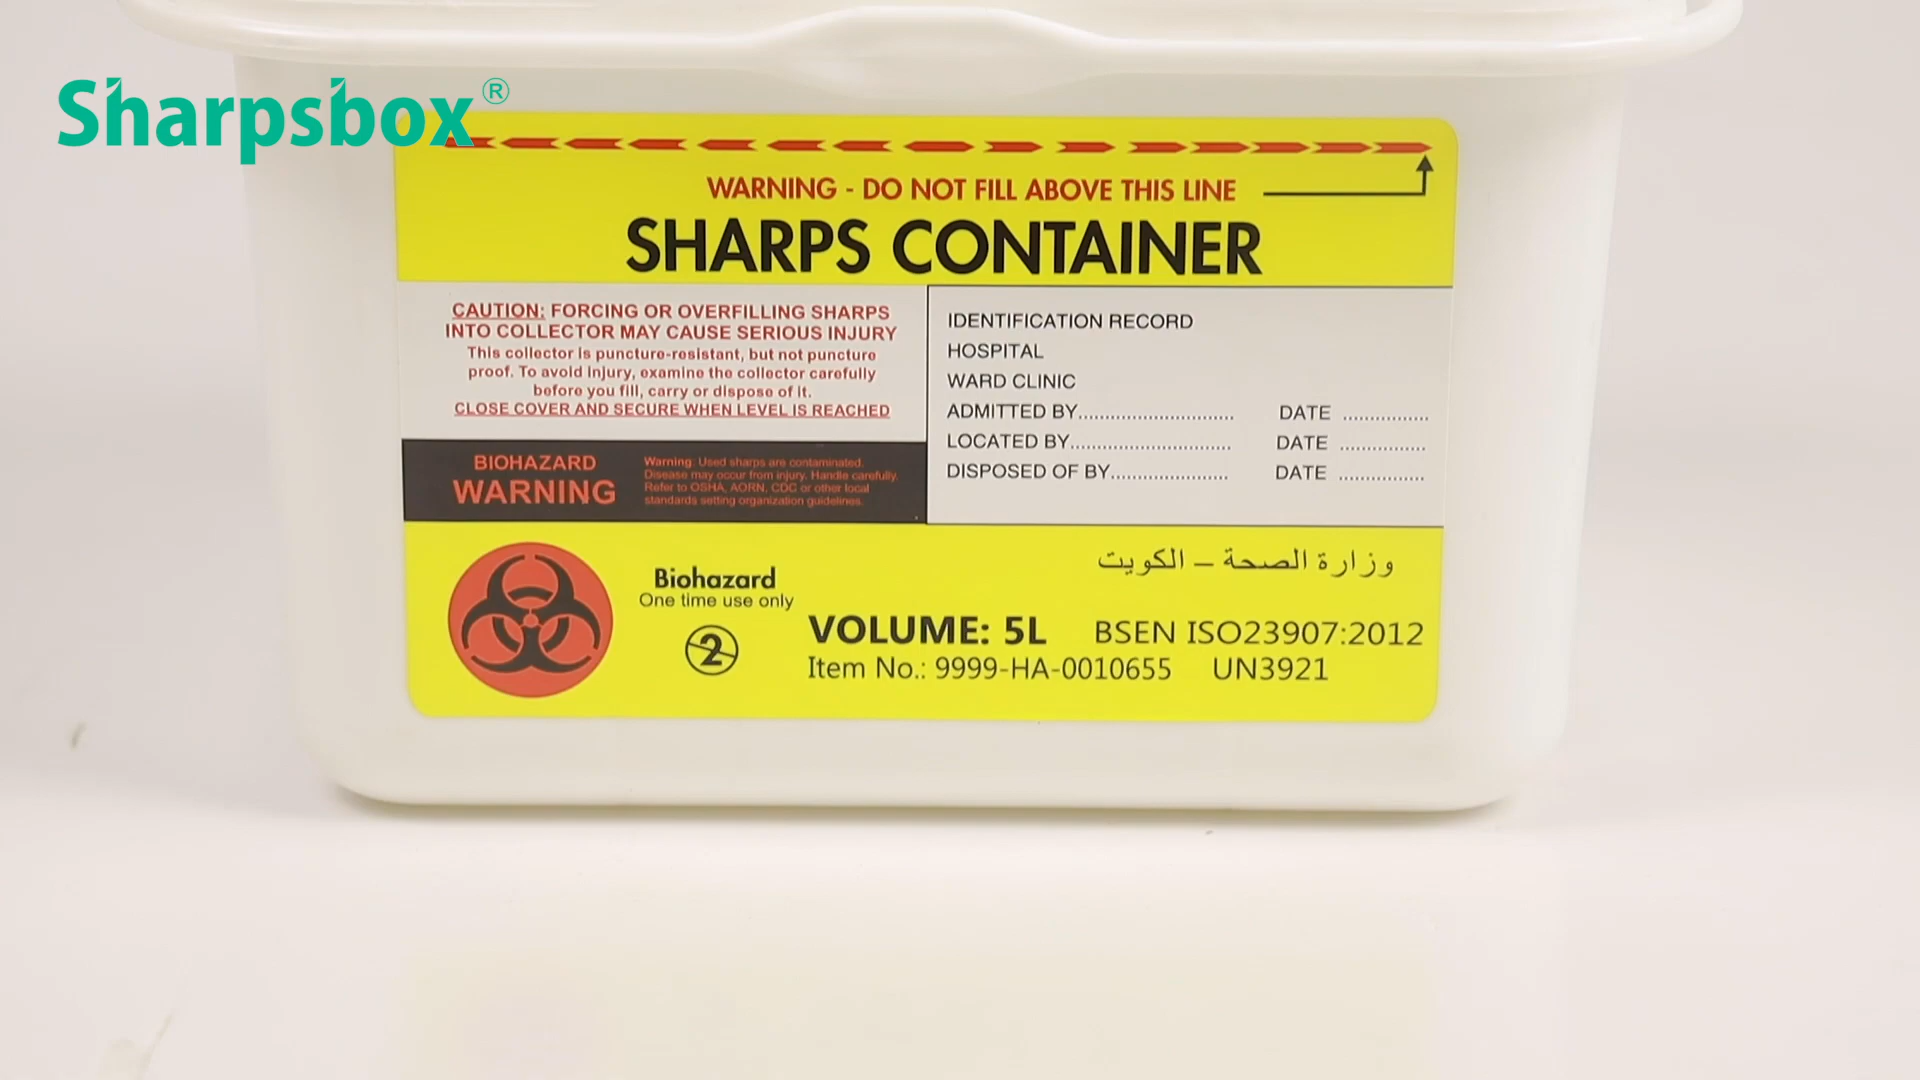 Sharpsbox®
WARNING - DO NOT FILL ABOVE THIS LINE
SHARPS CONTAINER
CAUTION: FORCING OR OVERFILLING SHARPS
INTO COLLECTOR MAY CAUSE SERIOUS INJURY
This collector is puncture-resistant, but not puncture
proof. To avoid injury, examine the collector carefully
before you fill, carry or dispose of it.
CLOSE COVER AND SECURE WHEN LEVEL IS REACHED
BIOHAZARD
WARNING
Warning: Used sharps are contaminated.
Disease may occur from injury. Handle carefully.
Refer to OSHA, AORN, CDC or other local
standards setting organization guidelines.
IDENTIFICATION RECORD
HOSPITAL
WARD CLINIC
ADMITTED BY............................ DATE ...............
LOCATED BY............................. DATE ...............
DISPOSED OF BY..................... DATE ...............
وزارة الصحة – الكويت
Biohazard
One time use only
2
VOLUME: 5L BSEN ISO23907:2012
Item No.: 9999-HA-0010655 UN3921